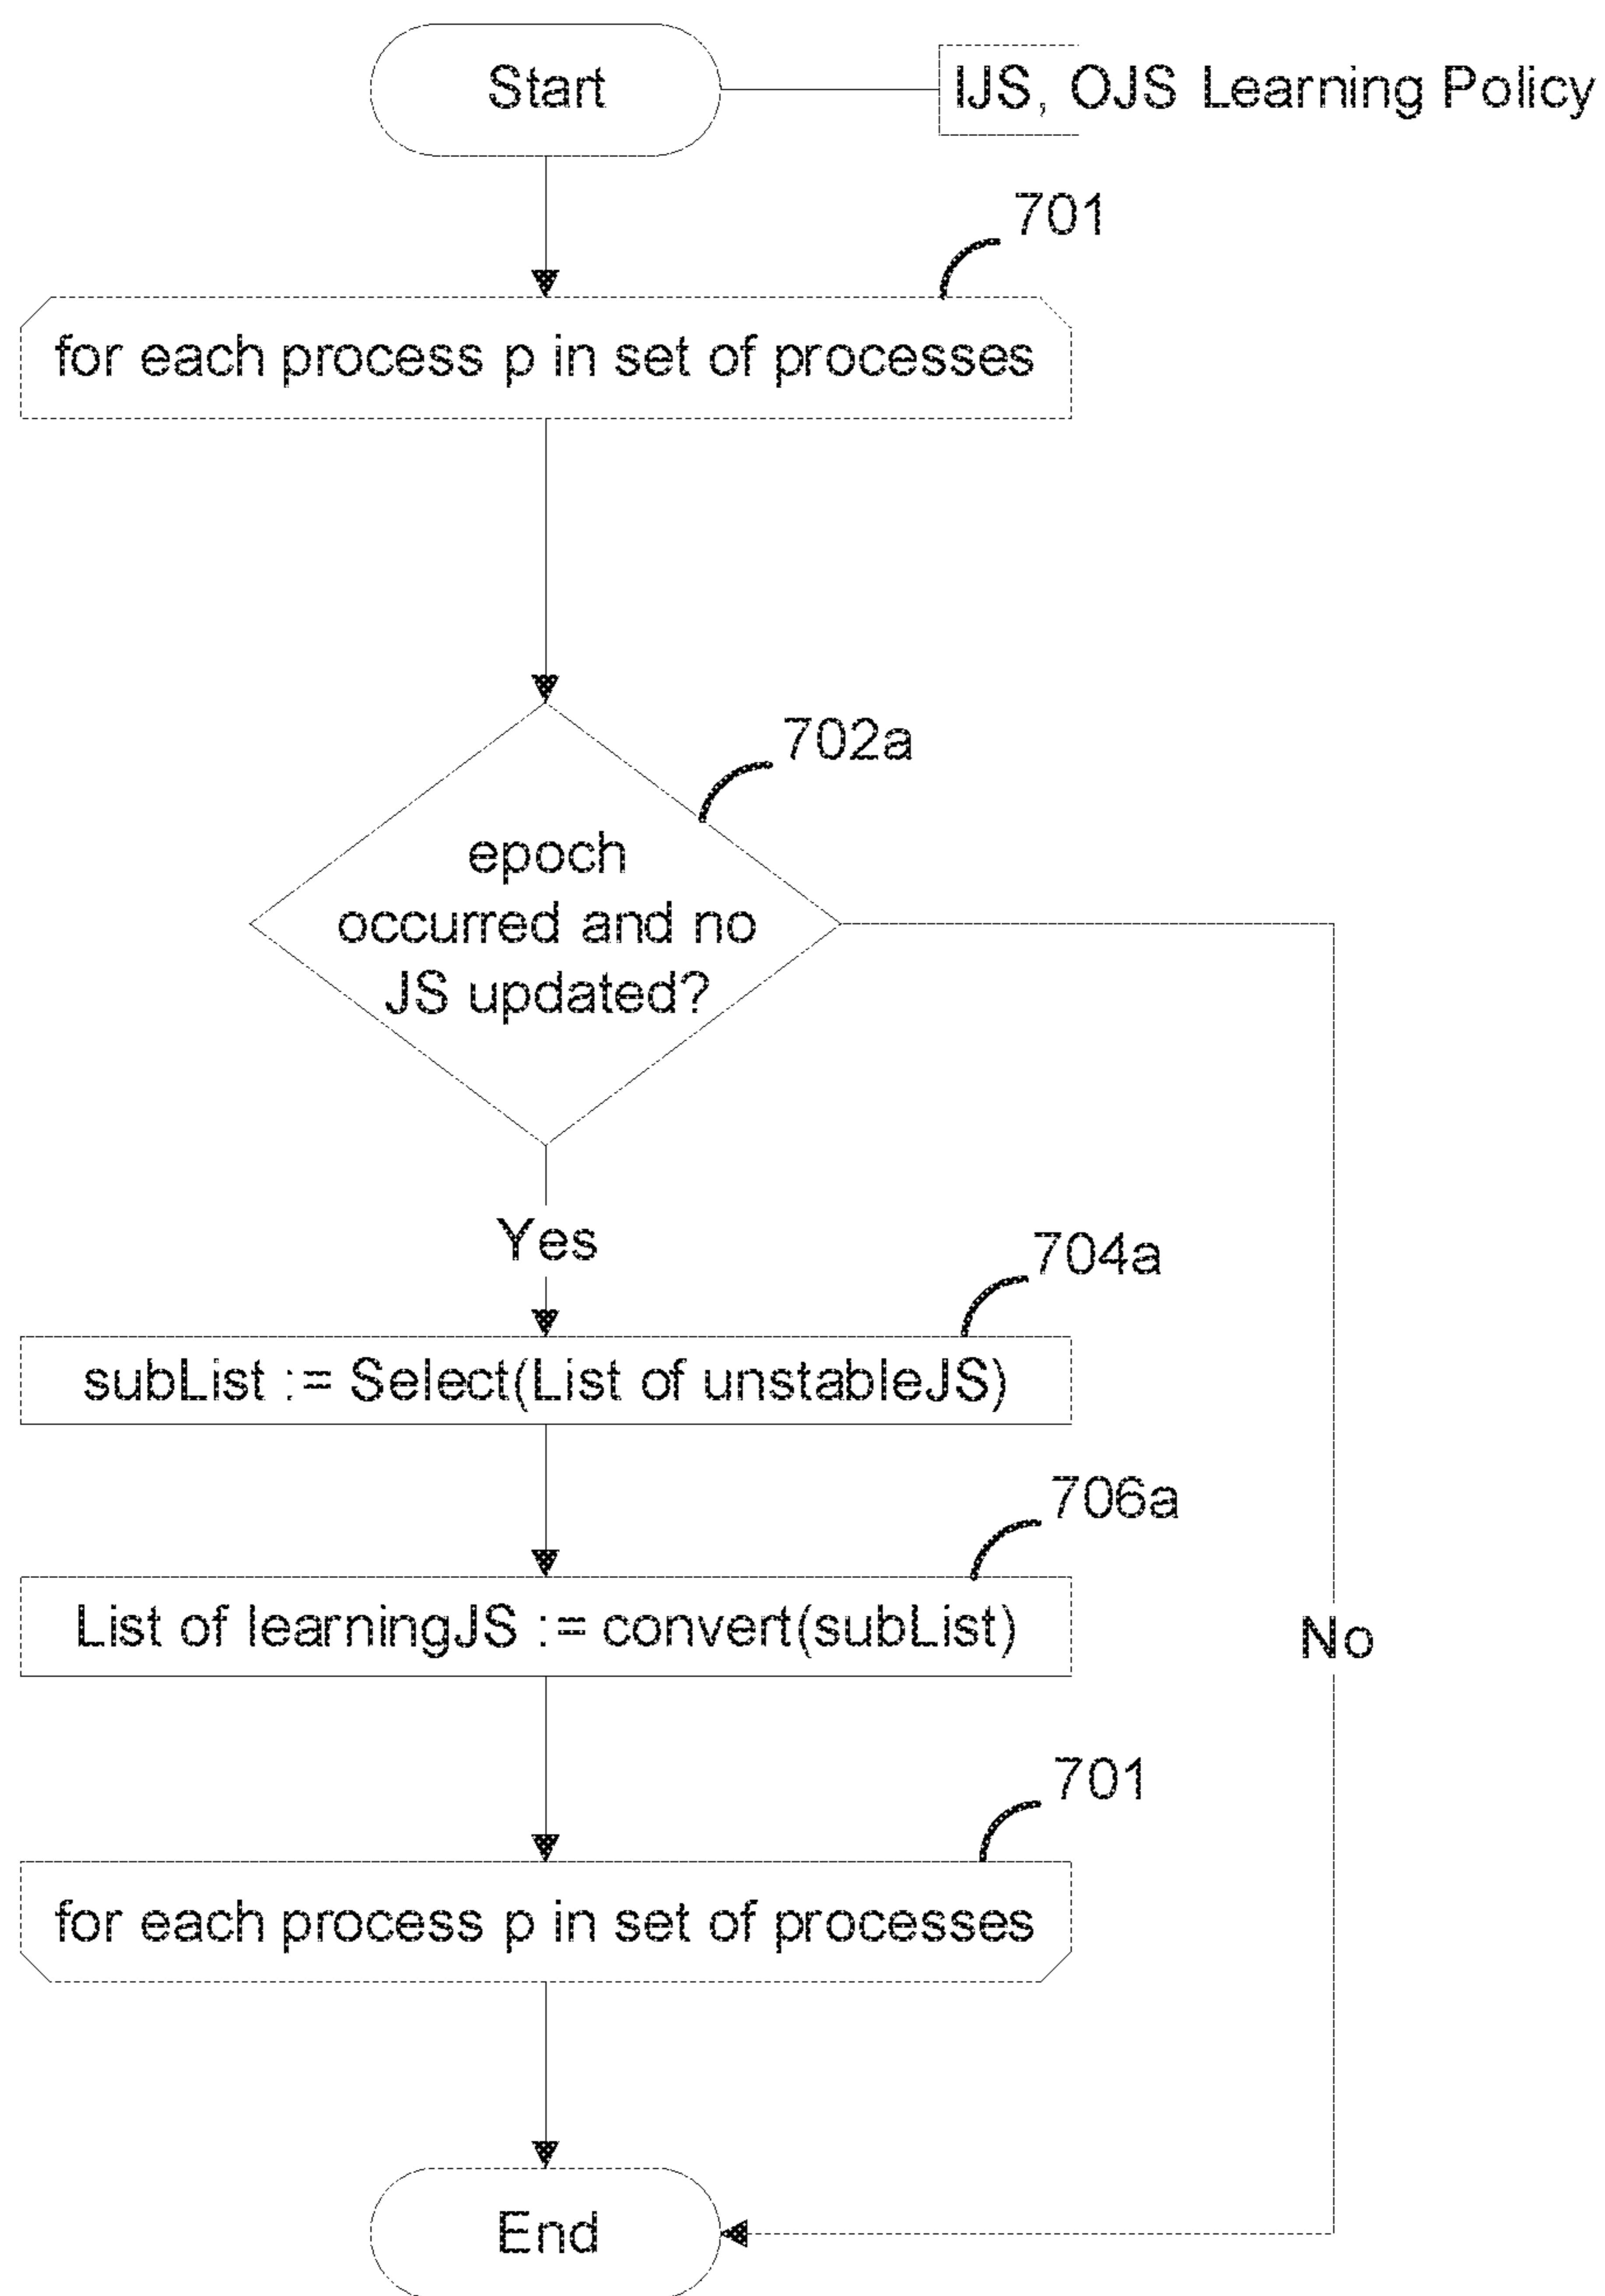 Start
IJS, OJS Learning Policy
701
for each process p in set of processes
702a
epoch
occurred and no
JS updated?
Yes
704a
subList := Select(List of unstableJS)
706a
List of learningJS := convert(subList)
No
701
for each process p in set of processes
End